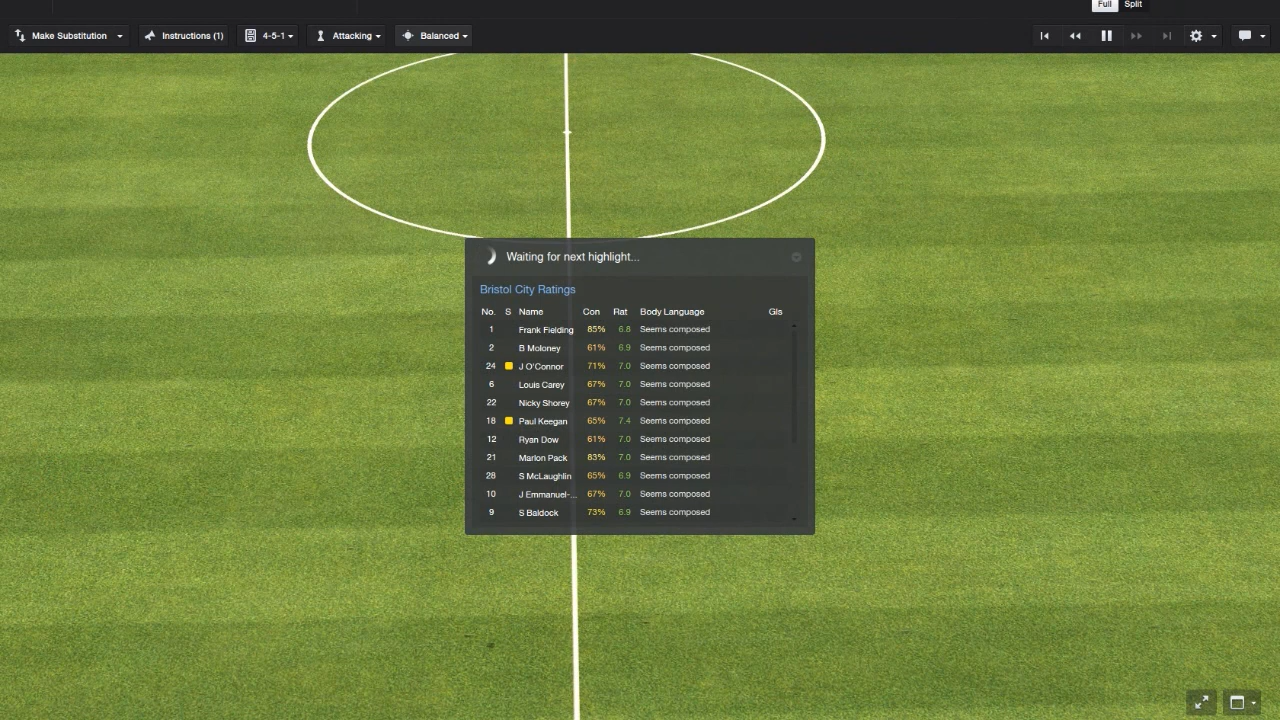 Full Split
Make Substitution Instructions (1) 4-5-1 Attacking Balanced
Waiting for next highlight...
Bristol City Ratings
No. S Name Con Rat Body Language Gls
1 Frank Fielding 85% 6.8 Seems composed
2 B Moloney 61% 6.9 Seems composed
24 J O'Connor 71% 7.0 Seems composed
6 Louis Carey 67% 7.0 Seems composed
22 Nicky Shorey 67% 7.0 Seems composed
18 Paul Keegan 65% 7.4 Seems composed
12 Ryan Dow 61% 7.0 Seems composed
21 Marlon Pack 83% 7.0 Seems composed
28 S McLaughlin 65% 6.9 Seems composed
10 J Emmanuel-... 67% 7.0 Seems composed
9 S Baldock 73% 6.9 Seems composed